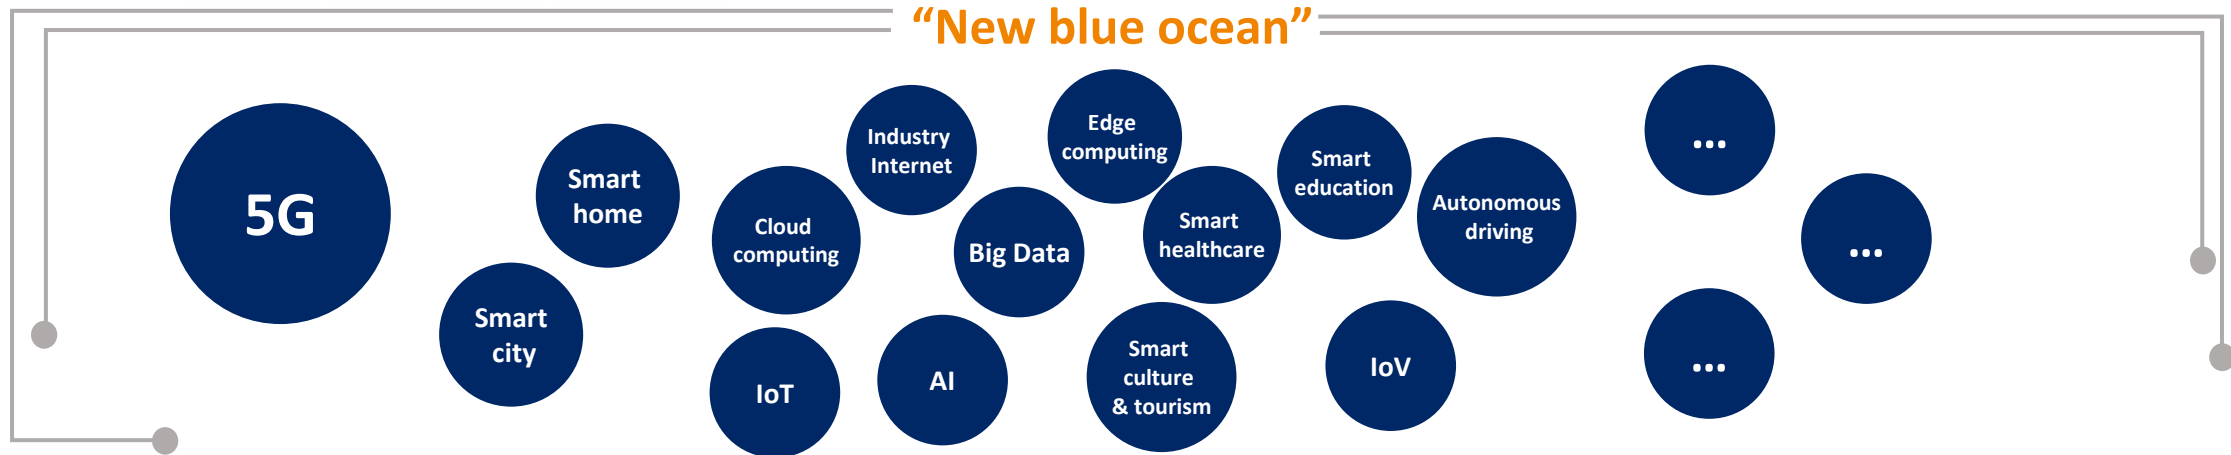 “New blue ocean”
5G
Smart
home
Smart
city
Cloud
computing
IoT
Industry
Internet
AI
Big Data
Edge
computing
Smart
healthcare
Smart
culture
& tourism
Smart
education
IoV
Autonomous
driving
...
...
...